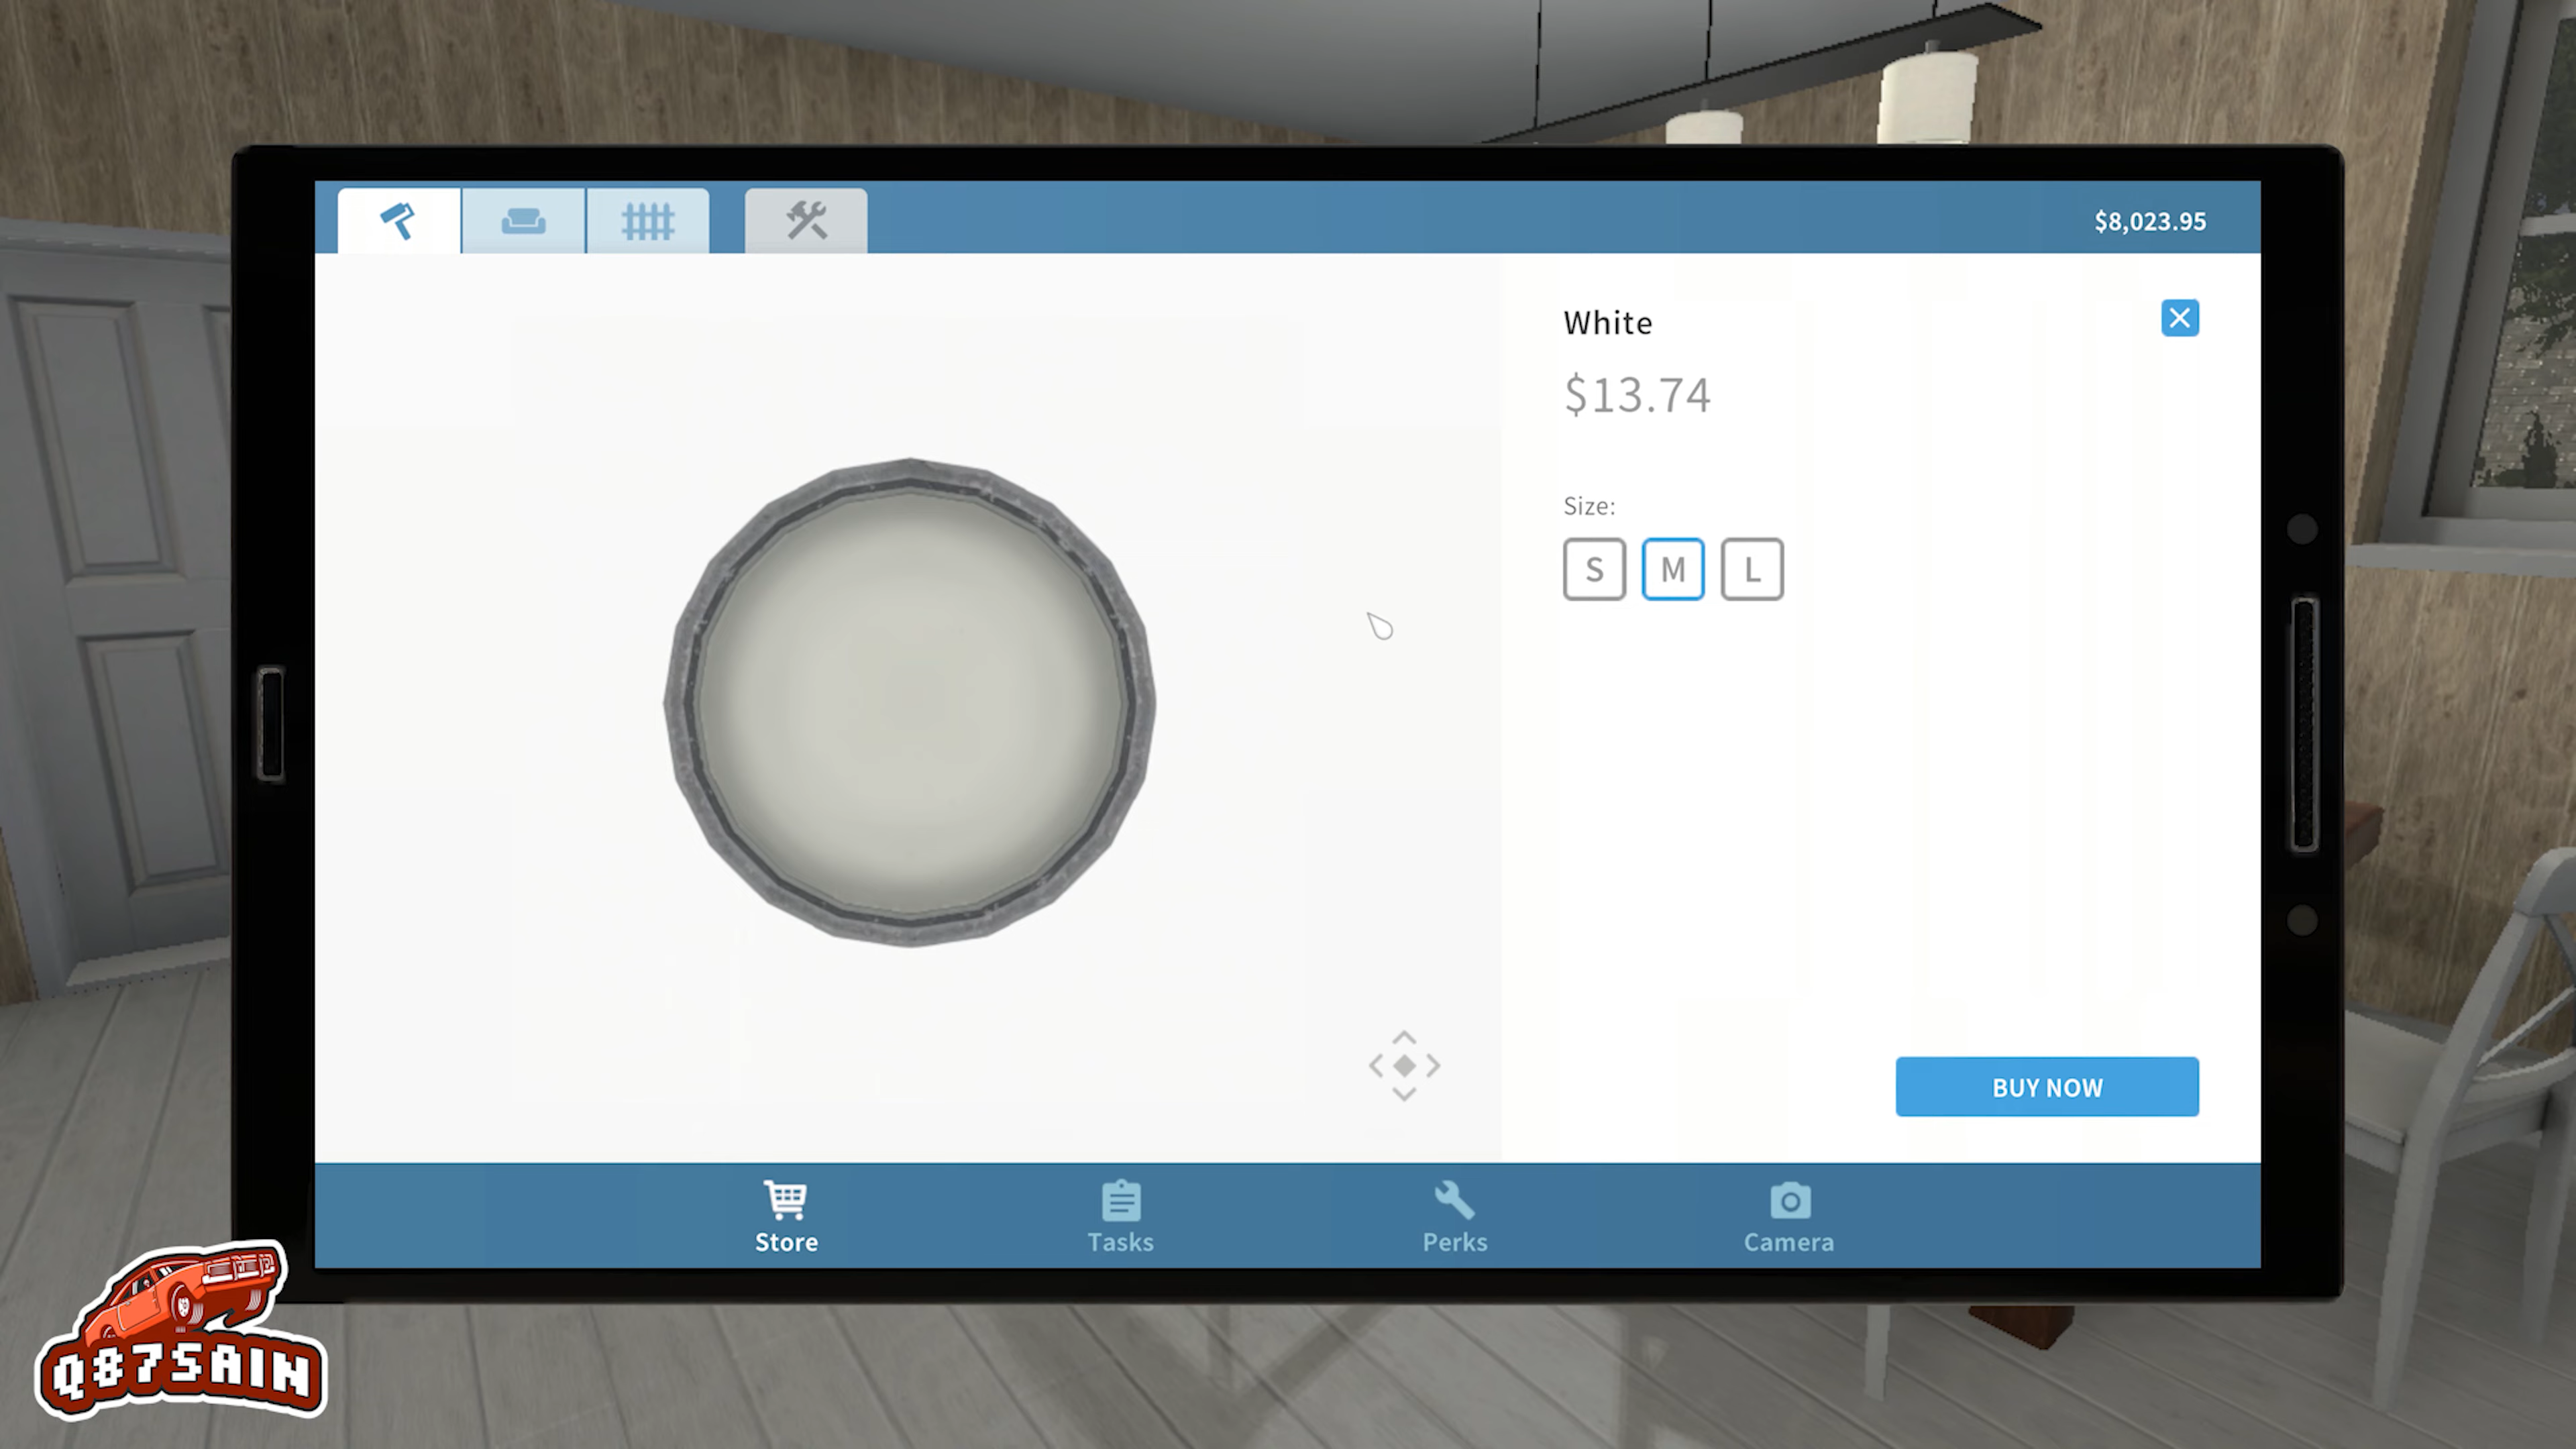 $8,023.95
White
$13.74
Size:
S M L
BUY NOW
Store Tasks Perks Camera
Q87SAIN